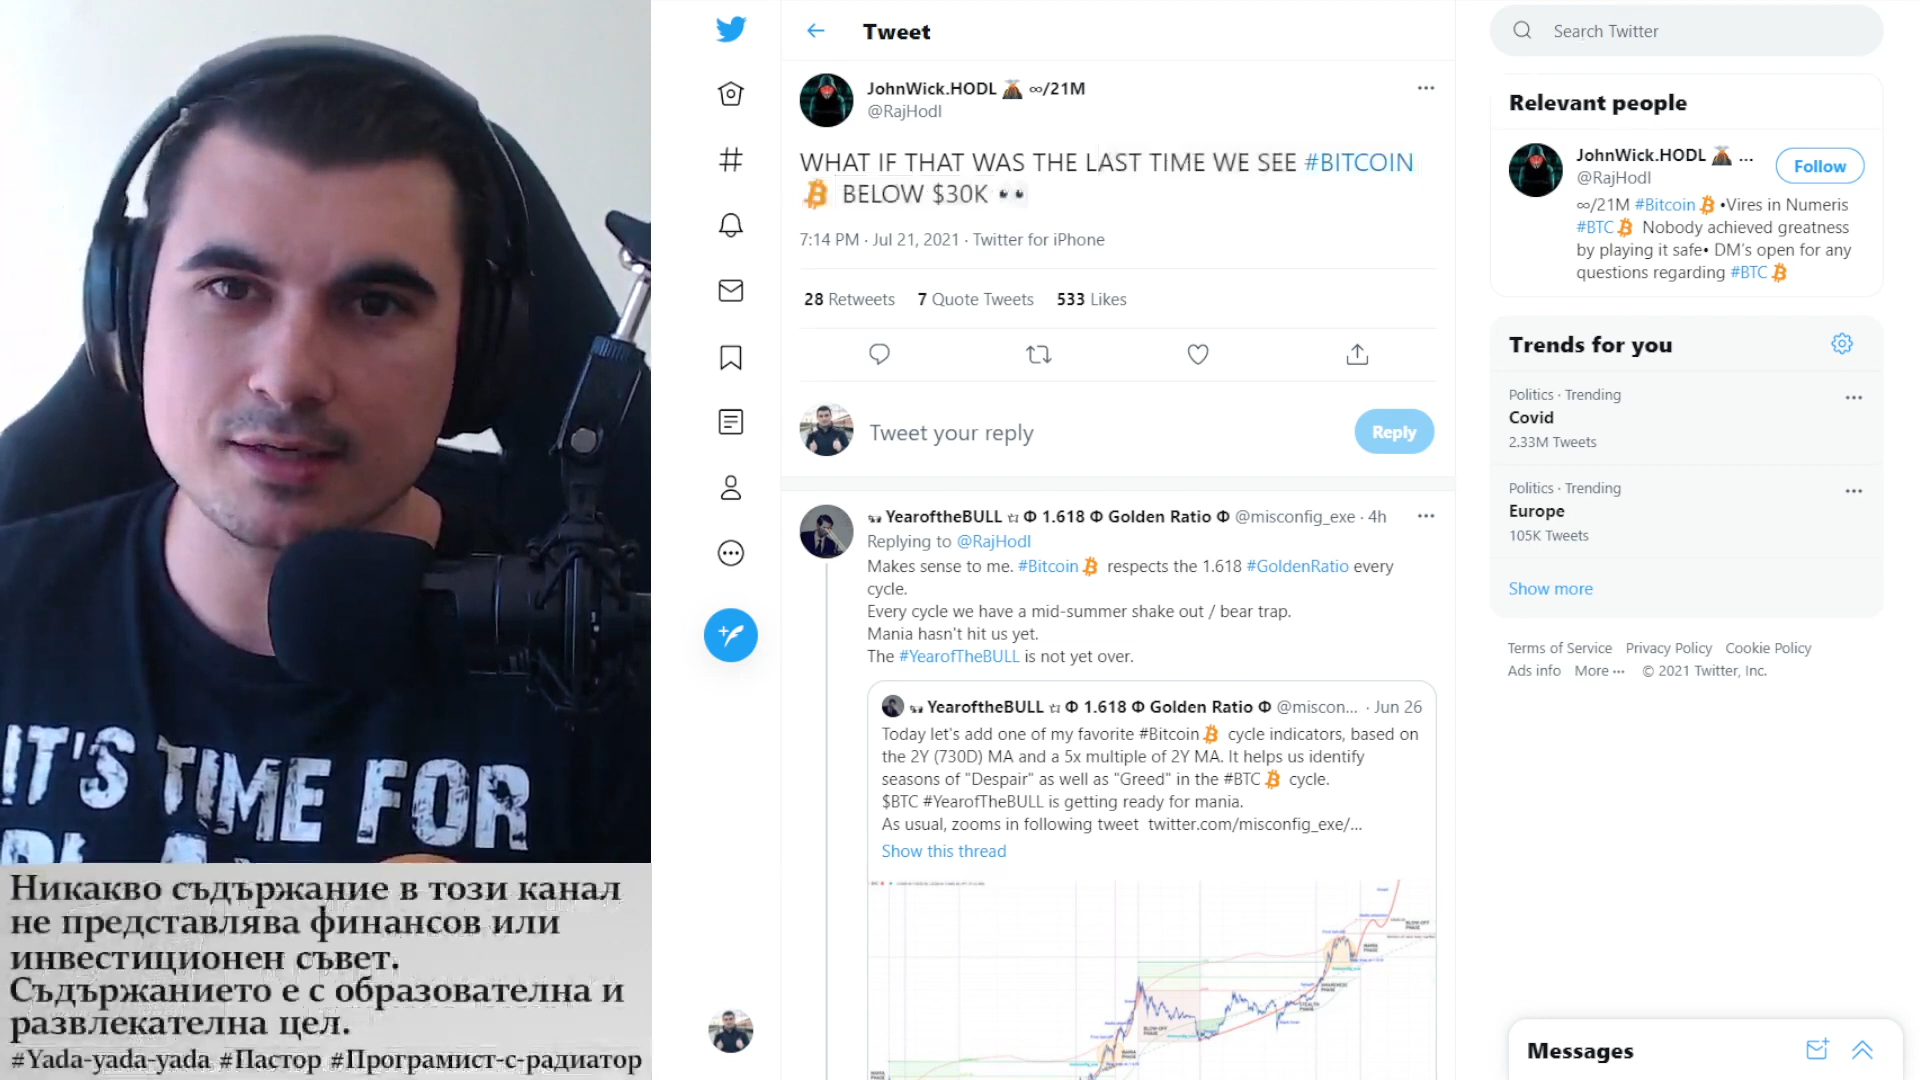 IT'S TIME FOR
Никакво съдържание в този канал
не представлява финансов или
инвестиционен съвет.
Съдържанието е с образователна и
развлекателна цел.
#Yada-yada-yada #Пастор #Програмист-с-радиатор
Tweet
JohnWick.HODL 🌋 ∞/21M
@RajHodl
WHAT IF THAT WAS THE LAST TIME WE SEE #BITCOIN
BELOW $30K 👀
7:14 PM · Jul 21, 2021 · Twitter for iPhone
28 Retweets 7 Quote Tweets 533 Likes
Tweet your reply
Reply
YearoftheBULL Φ 1.618 Φ Golden Ratio Φ @misconfig_exe · 4h
Replying to @RajHodl
Makes sense to me. #Bitcoin respects the 1.618 #GoldenRatio every
cycle.
Every cycle we have a mid-summer shake out / bear trap.
Mania hasn't hit us yet.
The #YearofTheBULL is not yet over.
YearoftheBULL Φ 1.618 Φ Golden Ratio Φ @miscon... · Jun 26
Today let's add one of my favorite #Bitcoin cycle indicators, based on
the 2Y (730D) MA and a 5x multiple of 2Y MA. It helps us identify
seasons of "Despair" as well as "Greed" in the #BTC cycle.
$BTC #YearofTheBULL is getting ready for mania.
As usual, zooms in following tweet twitter.com/misconfig_exe/...
Show this thread
Search Twitter
Relevant people
JohnWick.HODL 🌋 ...
@RajHodl
Follow
∞/21M #Bitcoin •Vires in Numeris
#BTC Nobody achieved greatness
by playing it safe• DM's open for any
questions regarding #BTC
Trends for you
Politics · Trending
Covid
2.33M Tweets
Politics · Trending
Europe
105K Tweets
Show more
Terms of Service Privacy Policy Cookie Policy
Ads info More ··· © 2021 Twitter, Inc.
Messages